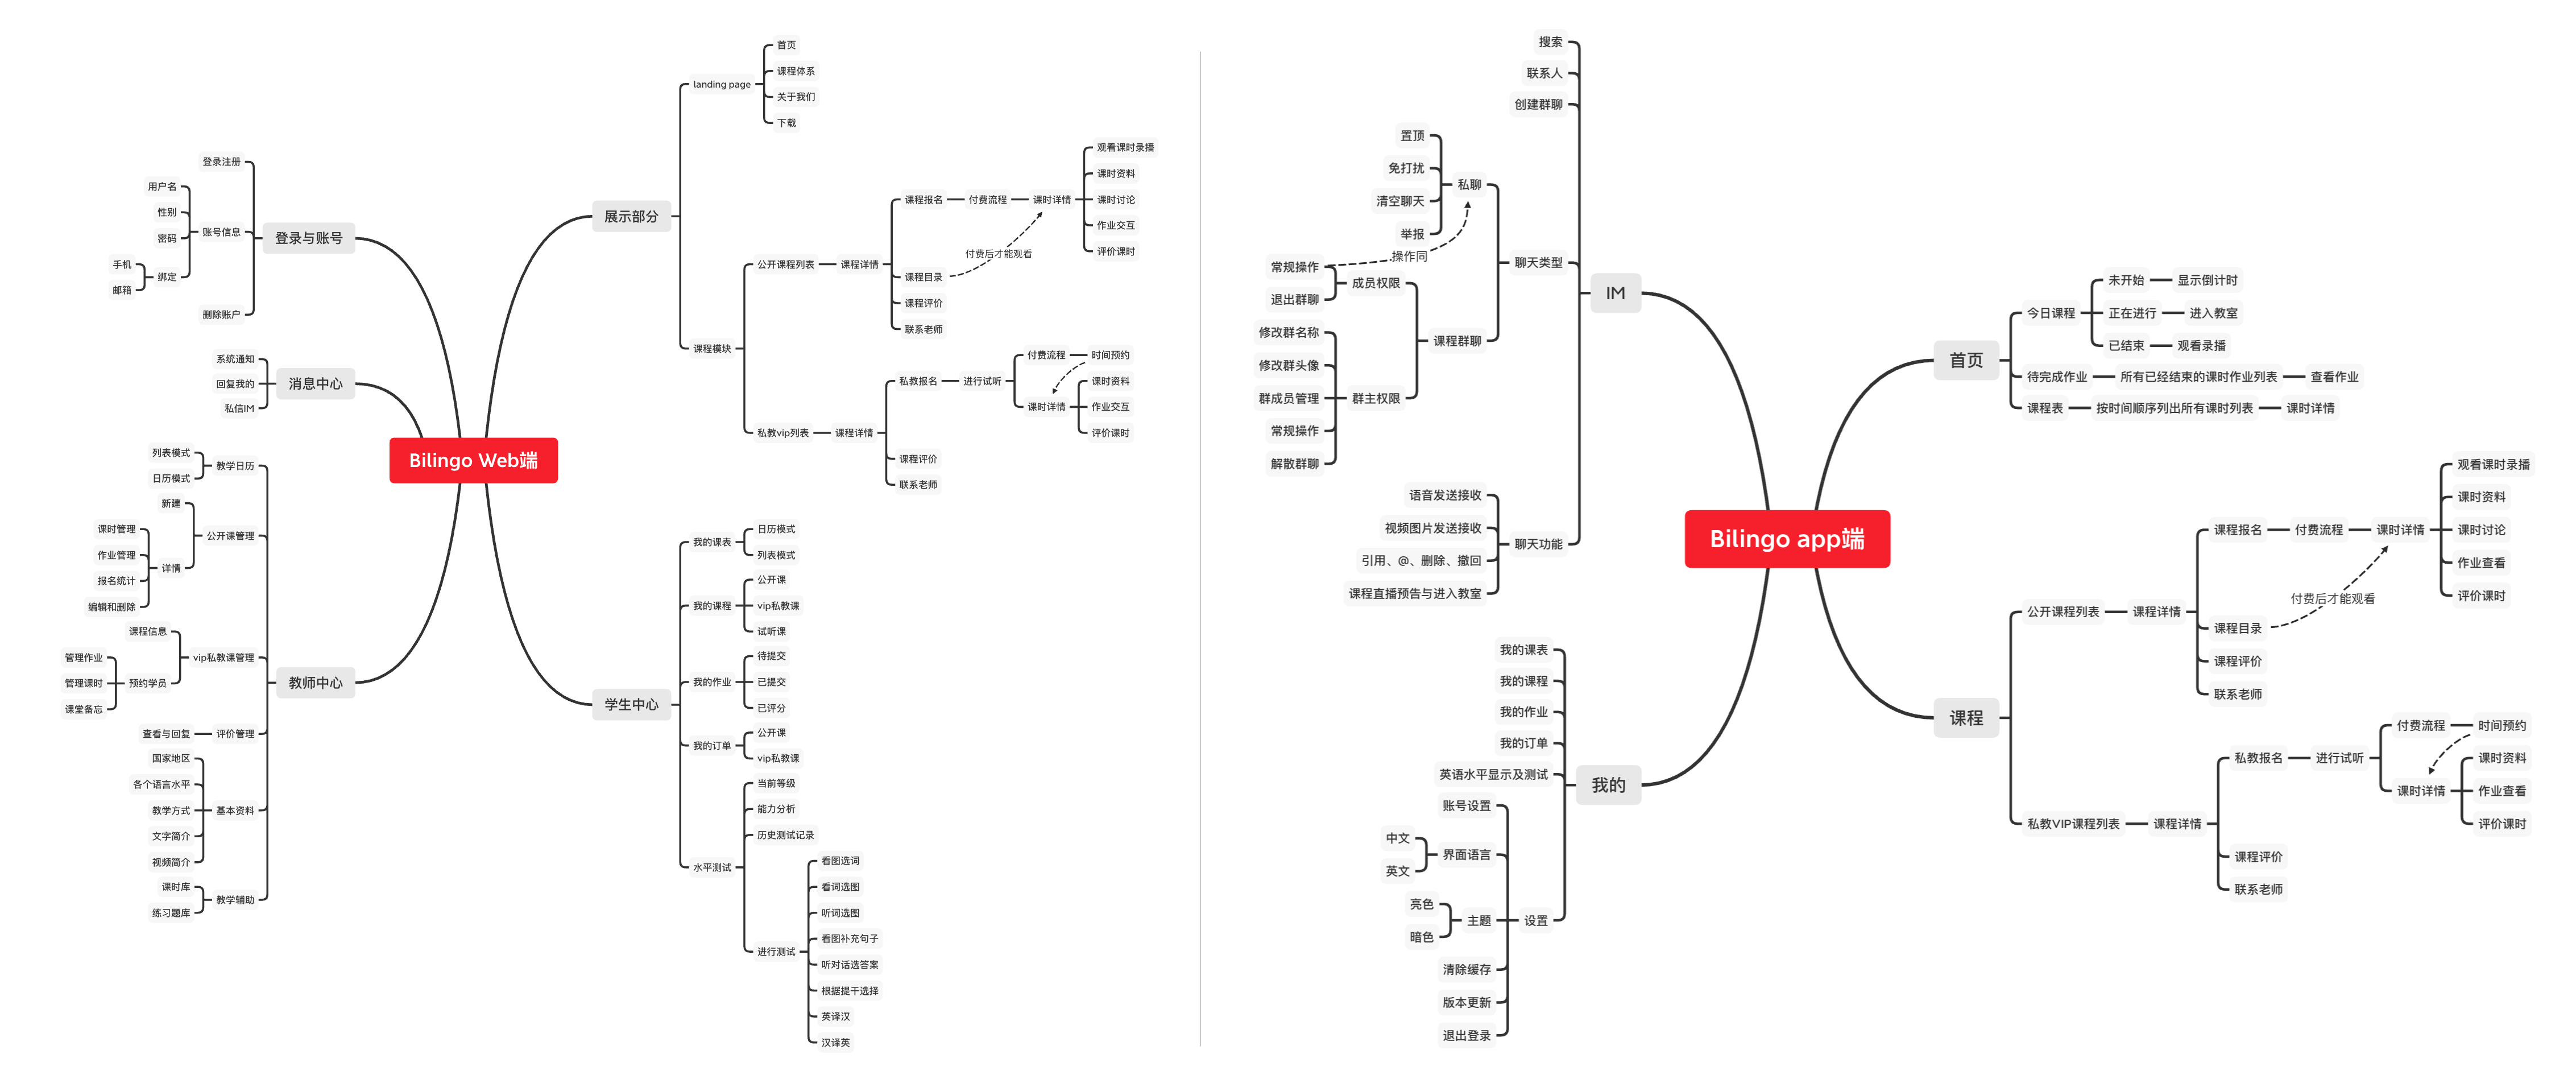 Bilingo Web端
登录与账号
登录注册
账号信息
用户名
性别
密码
绑定
手机
邮箱
删除账户
消息中心
系统通知
回复我的
私信IM
教师中心
教学日历
列表模式
日历模式
公开课管理
新建
详情
课时管理
作业管理
报名统计
编辑和删除
vip私教课管理
课程信息
预约学员
管理作业
管理课时
课堂备忘
评价管理
查看与回复
基本资料
国家地区
各个语言水平
教学方式
文字简介
视频简介
教学辅助
课时库
练习题库
展示部分
landing page
首页
课程体系
关于我们
下载
课程模块
公开课程列表
课程详情
课程报名
付费流程
课时详情
观看课时录播
课时资料
课时讨论
作业交互
评价课时
付费后才能观看
课程目录
课程评价
联系老师
私教vip列表
课程详情
私教报名
进行试听
付费流程
时间预约
课时详情
课时资料
作业交互
评价课时
课程评价
联系老师
学生中心
我的课表
日历模式
列表模式
我的课程
公开课
vip私教课
试听课
我的作业
待提交
已提交
已评分
我的订单
公开课
vip私教课
水平测试
当前等级
能力分析
历史测试记录
进行测试
看图选词
看词选图
听词选图
看图补充句子
听对话选答案
根据提干选择
英译汉
汉译英
Bilingo app端
IM
搜索
联系人
创建群聊
聊天类型
私聊
置顶
免打扰
清空聊天
举报
操作同
课程群聊
成员权限
常规操作
退出群聊
群主权限
修改群名称
修改群头像
群成员管理
常规操作
解散群聊
聊天功能
语音发送接收
视频图片发送接收
引用、@、删除、撤回
课程直播预告与进入教室
我的
我的课表
我的课程
我的作业
我的订单
英语水平显示及测试
设置
账号设置
界面语言
中文
英文
主题
亮色
暗色
清除缓存
版本更新
退出登录
首页
今日课程
未开始
显示倒计时
正在进行
进入教室
已结束
观看录播
待完成作业
所有已经结束的课时作业列表
查看作业
课程表
按时间顺序列出所有课时列表
课时详情
课程
公开课程列表
课程详情
课程报名
付费流程
课时详情
观看课时录播
课时资料
课时讨论
作业查看
评价课时
付费后才能观看
课程目录
课程评价
联系老师
私教VIP课程列表
课程详情
私教报名
进行试听
付费流程
时间预约
课时详情
课时资料
作业查看
评价课时
课程评价
联系老师